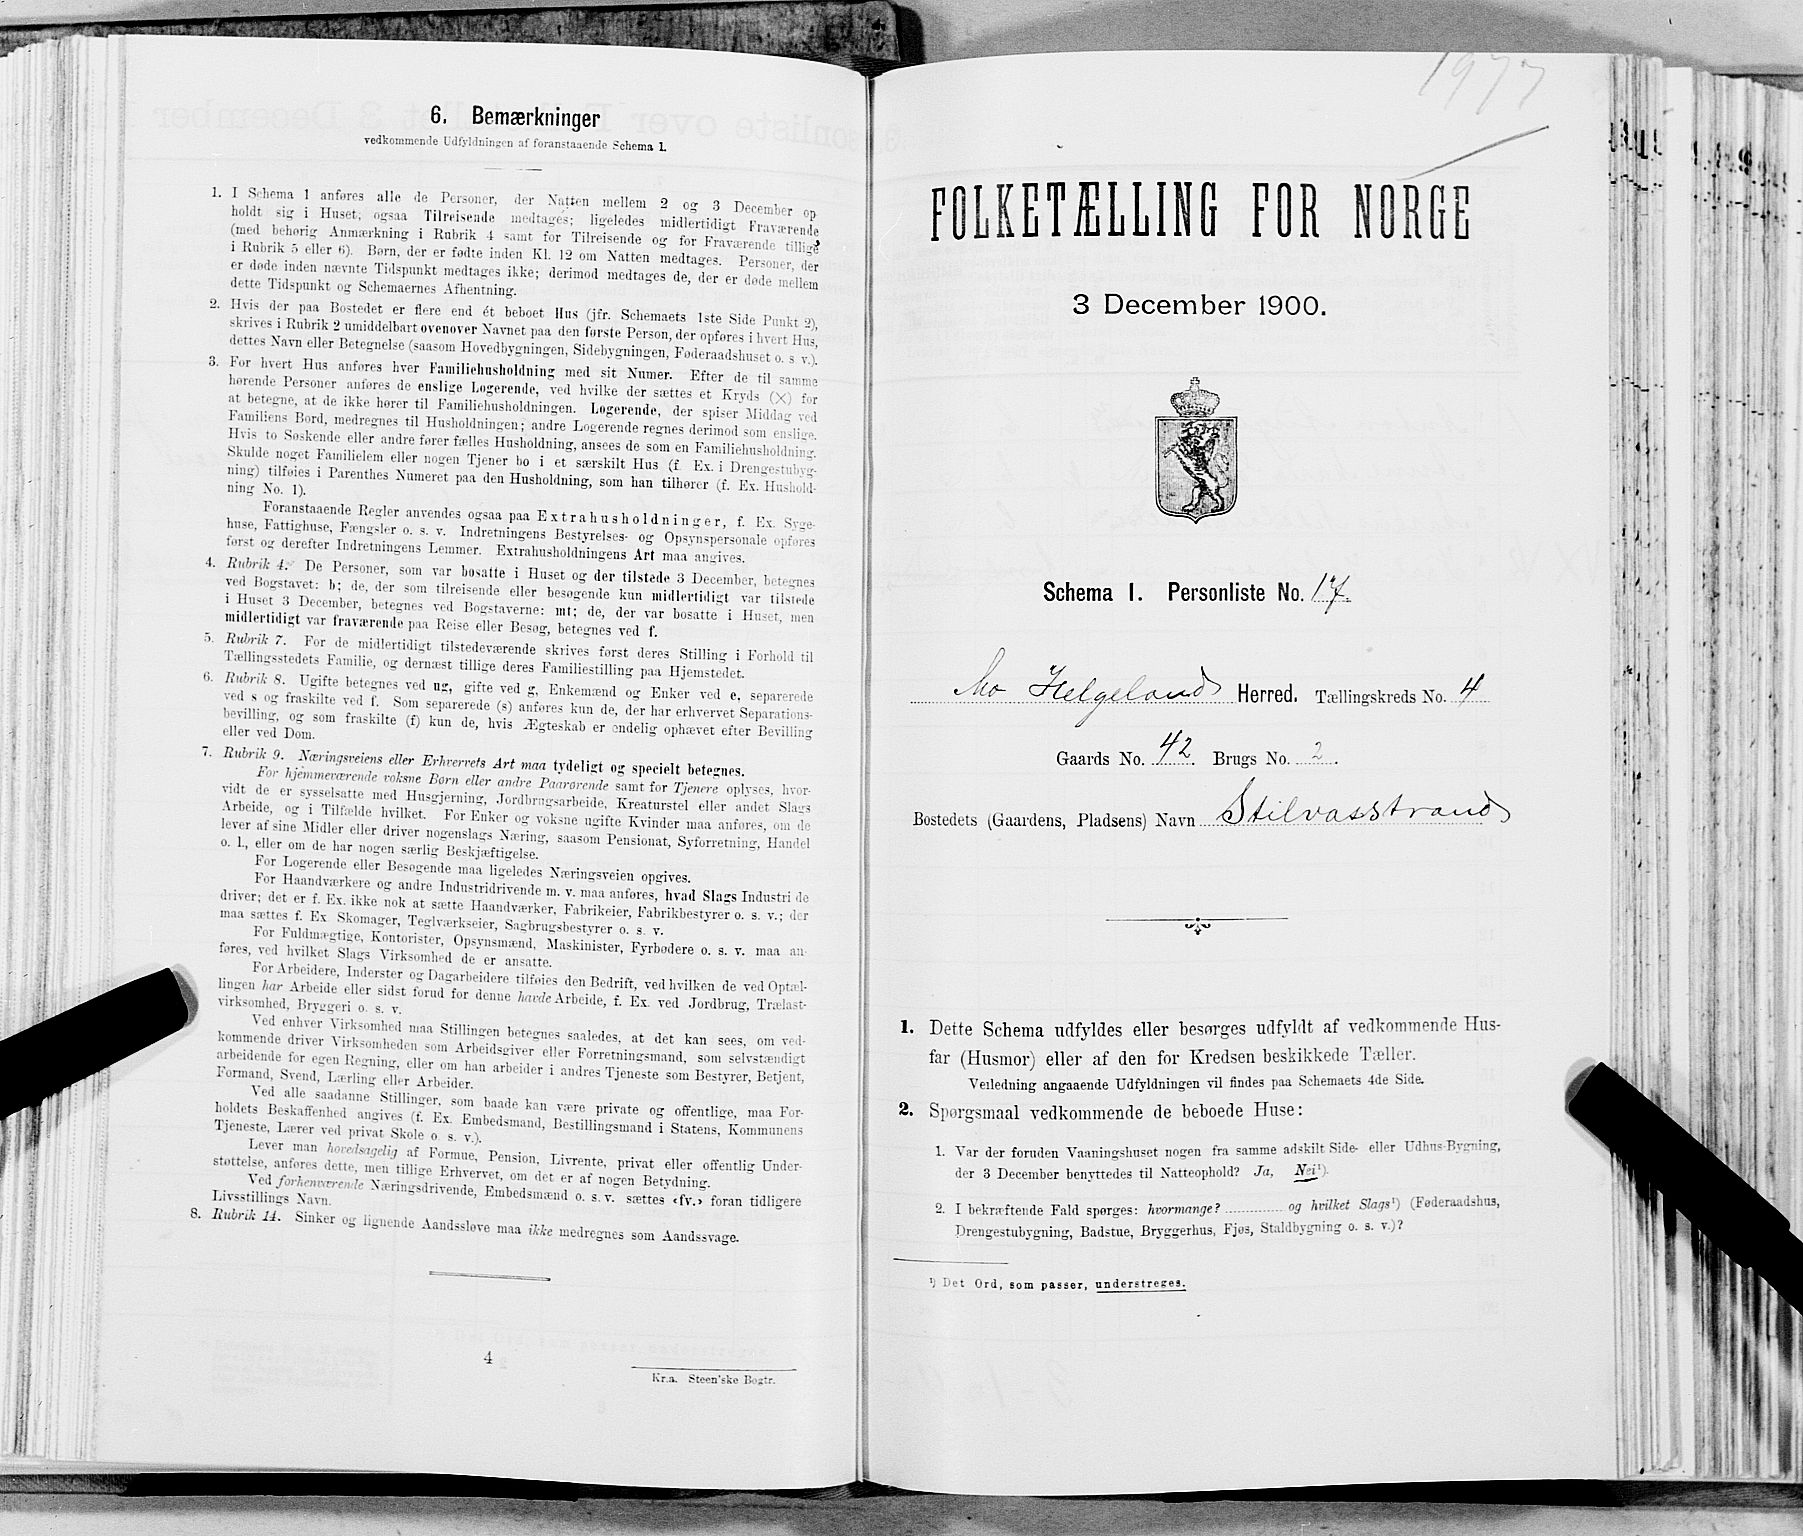 6. Bemærkninger
vedkommende Udfyldningen af foranstaaende Schema 1.
1. I Schema 1 anføres alle de Personer, der Natten mellem 2 og 3 December op
holdt sig i Huset; ogsaa Tilreisende medtages; ligeledes midlertidigt Fraværende
(med behørig Anmærkning i Rubrik 4 samt for Tilreisende og for Fraværende tillige
i Rubrik 5 eller 6). Børn, der er fødte inden Kl. 12 om Natten medtages. Personer, der
er døde inden nævnte Tidspunkt medtages ikke; derimod medtages de, der er døde mellem
dette Tidspunkt og Schemaernes Afhentning.
2. Hvis der paa Bostedet er flere end ét beboet Hus (jfr. Schemaets 1ste Side Punkt 2),
skrives i Rubrik 2 umiddelbart ovenover Navnet paa den første Person, der opføres i hvert Hus,
dettes Navn eller Betegnelse (saasom Hovedbygningen, Sidebygningen, Føderaadshuset o. s. v.).
3. For hvert Hus anføres hver Familiehusholdning med sit Numer. Efter de til samme
hørende Personer anføres de enslige Logerende, ved hvilke der sættes et Kryds (×) for
at betegne, at de ikke hører til Familiehusholdningen. Logerende, der spiser Middag ved
Familiens Bord, medregnes til Husholdningen; andre Logerende regnes derimod som enslige.
Hvis to Søskende eller andre fører fælles Husholdning, ansees de som en Familiehusholdning.
Skulde noget Familielem eller nogen Tjener bo i et særskilt Hus (f. Ex. i Drengestubyg-
ning) tilføies i Parenthes Numeret paa den Husholdning, som han tilhører (f. Ex. Hushold-
ning No. 1).
Foranstaaende Regler anvendes ogsaa paa Extrahusholdninger, f. Ex. Syge-
huse, Fattighuse, Fængsler o. s. v. Indretningens Bestyrelses- og Opsynspersonale opføres
først og derefter Indretningens Lemmer. Extrahusholdningens Art maa angives.
4. Rubrik 4. De Personer, som var bosatte i Huset og der tilstede 3 December, betegnes
ved Bogstavet: b; de, der som tilreisende eller besøgende kun midlertidigt var tilstede
i Huset 3 December, betegnes ved Bogstaverne: mt; de, der var bosatte i Huset, men
midlertidigt var fraværende paa Reise eller Besøg, betegnes ved f.
5. Rubrik 7. For de midlertidigt tilstedeværende skrives først deres Stilling i Forhold til
Tællingsstedets Familie, og dernæst tillige deres Familiestilling paa Hjemstedet.
6. Rubrik 8. Ugifte betegnes ved ug, gifte ved g, Enkemænd og Enker ved e, separerede
ved s og fraskilte ved f. Som separerede (s) anføres kun de, der har erhvervet Separations-
bevilling, og som fraskilte (f) kun de, hvis Ægteskab er endelig ophævet efter Bevilling
eller ved Dom.
7. Rubrik 9. Næringsveiens eller Erhvervets Art maa tydeligt og specielt betegnes.
For hjemmeværende voksne Børn eller andre Paarørende samt for Tjenere oplyses, hvor-
vidt de er sysselsatte med Husgjerning, Jordbrugsarbeide, Kreaturstel eller andet Slags
Arbeide, og i Tilfælde hvilket. For Enker og voksne ugifte Kvinder maa anføres, om de
lever af sine Midler eller driver nogenslags Næring, saasom Pensionat, Syforretning, Handel
o. l., eller om de har nogen særlig Beskjæftigelse.
For Logerende eller Besøgende maa ligeledes Næringsveien opgives.
For Haandværkere og andre Industridrivende m. v. maa anføres, hvad Slags Industri de
driver; det er f. Ex. ikke nok at sætte Haandværker, Fabrikeier, Fabrikbestyrer o. s. v.; der
maa sættes f. Ex Skomager, Teglværkseier, Sagbrugsbestyrer o. s. v.
For Fuldmægtige, Kontorister, Opsynsmænd, Maskinister, Fyrbødere o. s. v. maa an-
føres, ved hvilket Slags Virksomhed de er ansatte.
For Arbeidere, Inderster og Dagarbeidere tilføies den Bedrift, ved hvilken de ved Optæl-
lingen har Arbeide eller sidst forud for denne havde Arbeide, f. Ex. ved Jordbrug, Trælast-
virksomhed, Bryggeri o. s. v.
Ved enhver Virksomhed maa Stillingen betegnes saaledes, at det kan sees, om ved-
kommende driver Virksomheden som Arbeidsgiver eller Forretningsmand, som selvstændigt
arbeidende for egen Regning, eller om han arbeider i andres Tjeneste som Bestyrer, Betjent,
Formand, Svend, Lærling eller Arbeider.
Ved alle saadanne Stillinger, som baade kan være private og offentlige, maa For-
holdets Beskaffenhed angives (f. Ex. Embedsmand, Bestillingsmand i Statens, Kommunens
Tjeneste, Lærer ved privat Skole o s. v.).
Lever man hovedsagelig af Formue, Pension, Livrente, privat eller offentlig Under-
støttelse, anføres dette, men tillige Erhvervet, om det er af nogen Betydning.
Ved forhenværende Næringsdrivende, Embedsmænd o. s. v. sættes «fv.» foran tidligere
Livsstillings Navn.
8. Rubrik 14. Sinker og lignende Aandssløve maa ikke medregnes som Aandssvage.
4
Kr.a. Steen'ske Bogtr.
1977
FOLKETÆLLING FOR NORGE
3 December 1900.
Schema 1. Personliste No. 17.
Mo Helgeland Herred. Tællingskreds No. 4
Gaards No. 42. Brugs No. 2.
Bostedets (Gaardens, Pladsens) Navn Stilvasstrand
1. Dette Schema udfyldes eller besørges udfyldt af vedkommende Hus-
far (Husmor) eller af den for Kredsen beskikkede Tæller.
Veiledning angaaende Udfyldningen vil findes paa Schemaets 4de Side.
2. Spørgsmaal vedkommende de beboede Huse:
1. Var der foruden Vaaningshuset nogen fra samme adskilt Side- eller Udhus-Bygning,
der 3 December benyttedes til Natteophold? Ja, Nei¹).
2. I bekræftende Fald spørges: hvormange? ............ og hvilket Slags¹) (Føderaadshus,
Drengestubygning, Badstue, Bryggerhus, Fjøs, Staldbygning o. s. v.)?
¹) Det Ord, som passer, understreges.